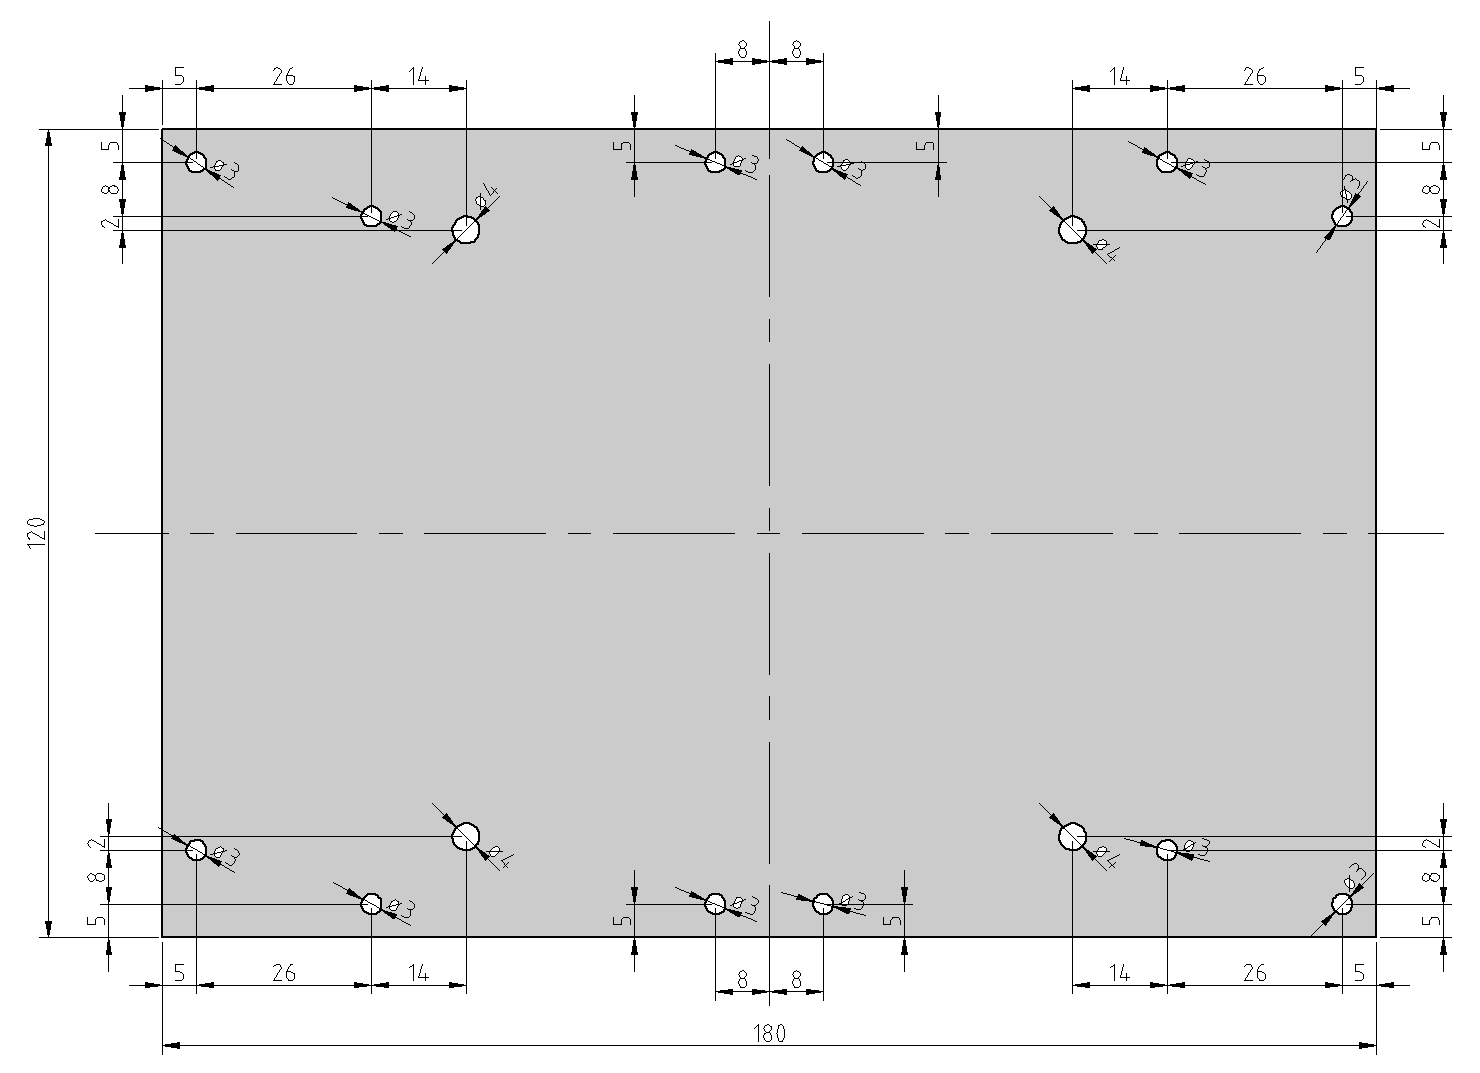 8 8
5 26 14 14 26 5
5 5 5 5
ø3 ø3 ø3 ø3
8 ø4 ø3 8
2 ø3 ø4 2
120
2 ø3 ø4 ø4 ø3 2
8 ø3 8
5 ø3 5 ø3 ø3 5 5
5 26 14 8 8 14 26 5
180